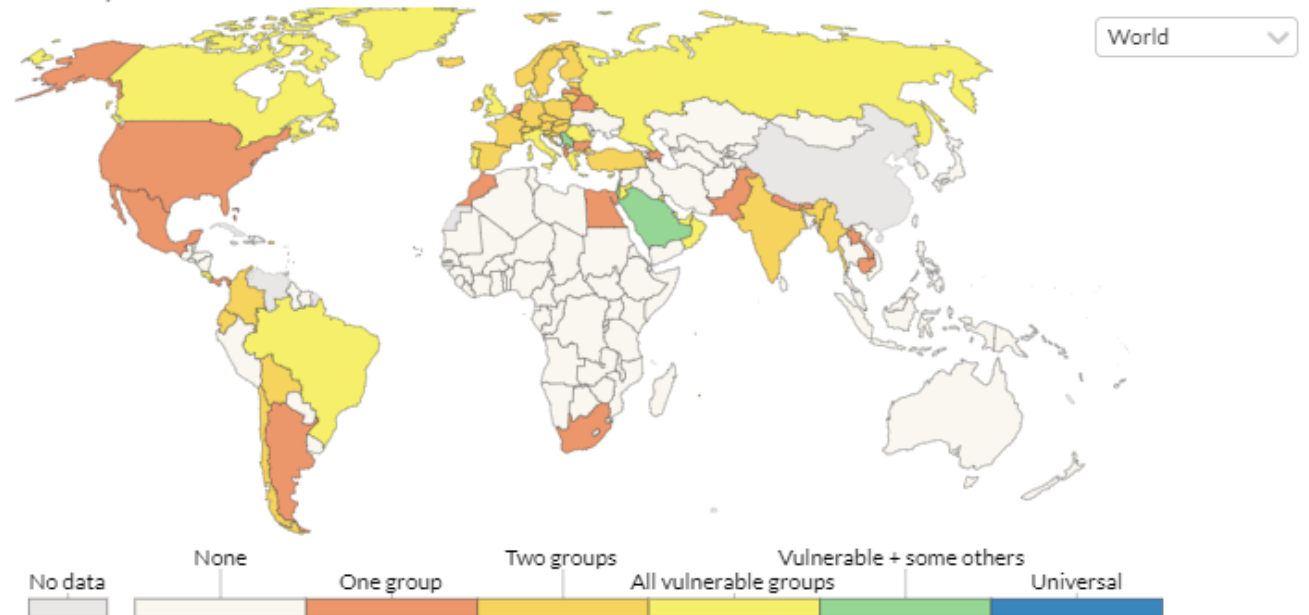 World
None
Two groups
Vulnerable + some others
No data
One group
All vulnerable groups
Universal